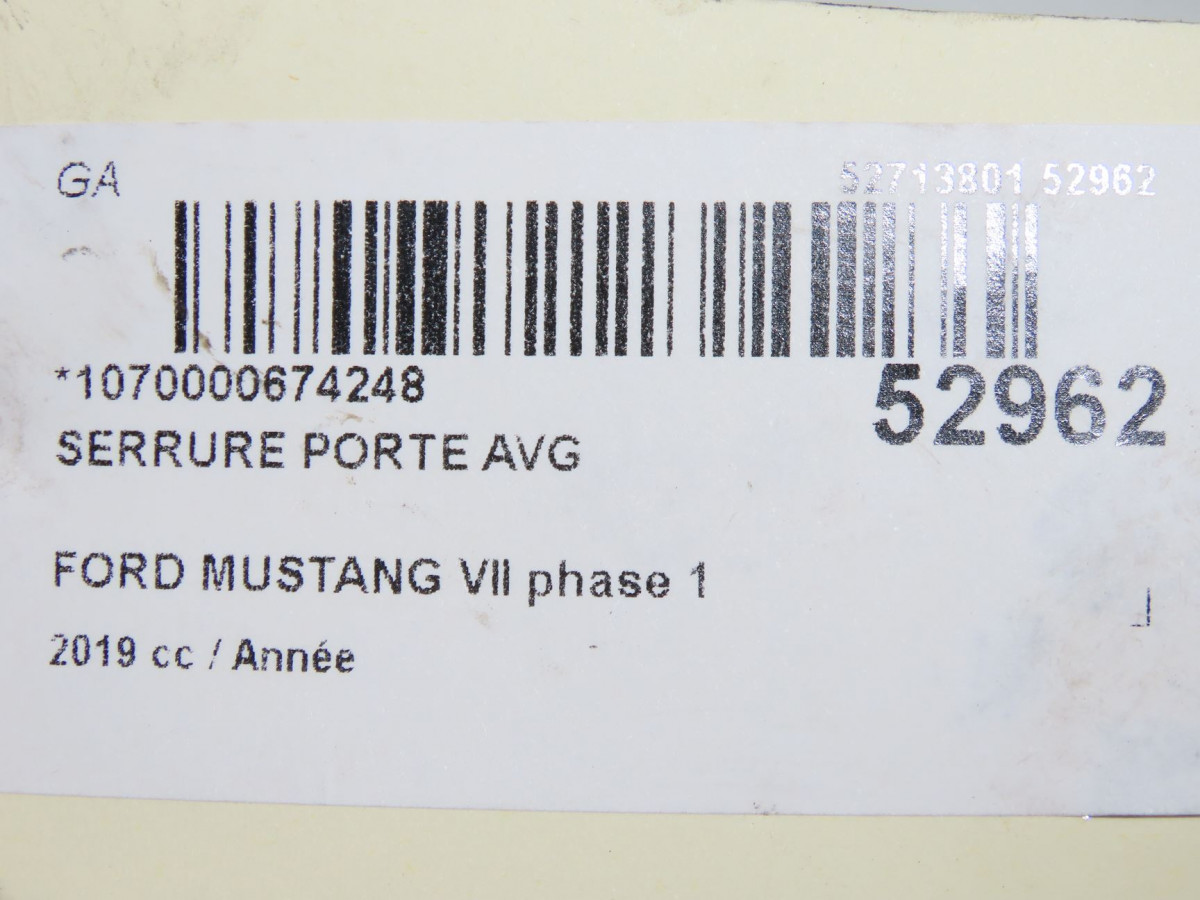 GA
52713801 52962
*1070000674248
52962
SERRURE PORTE AVG
FORD MUSTANG VII phase 1
2019 cc / Année